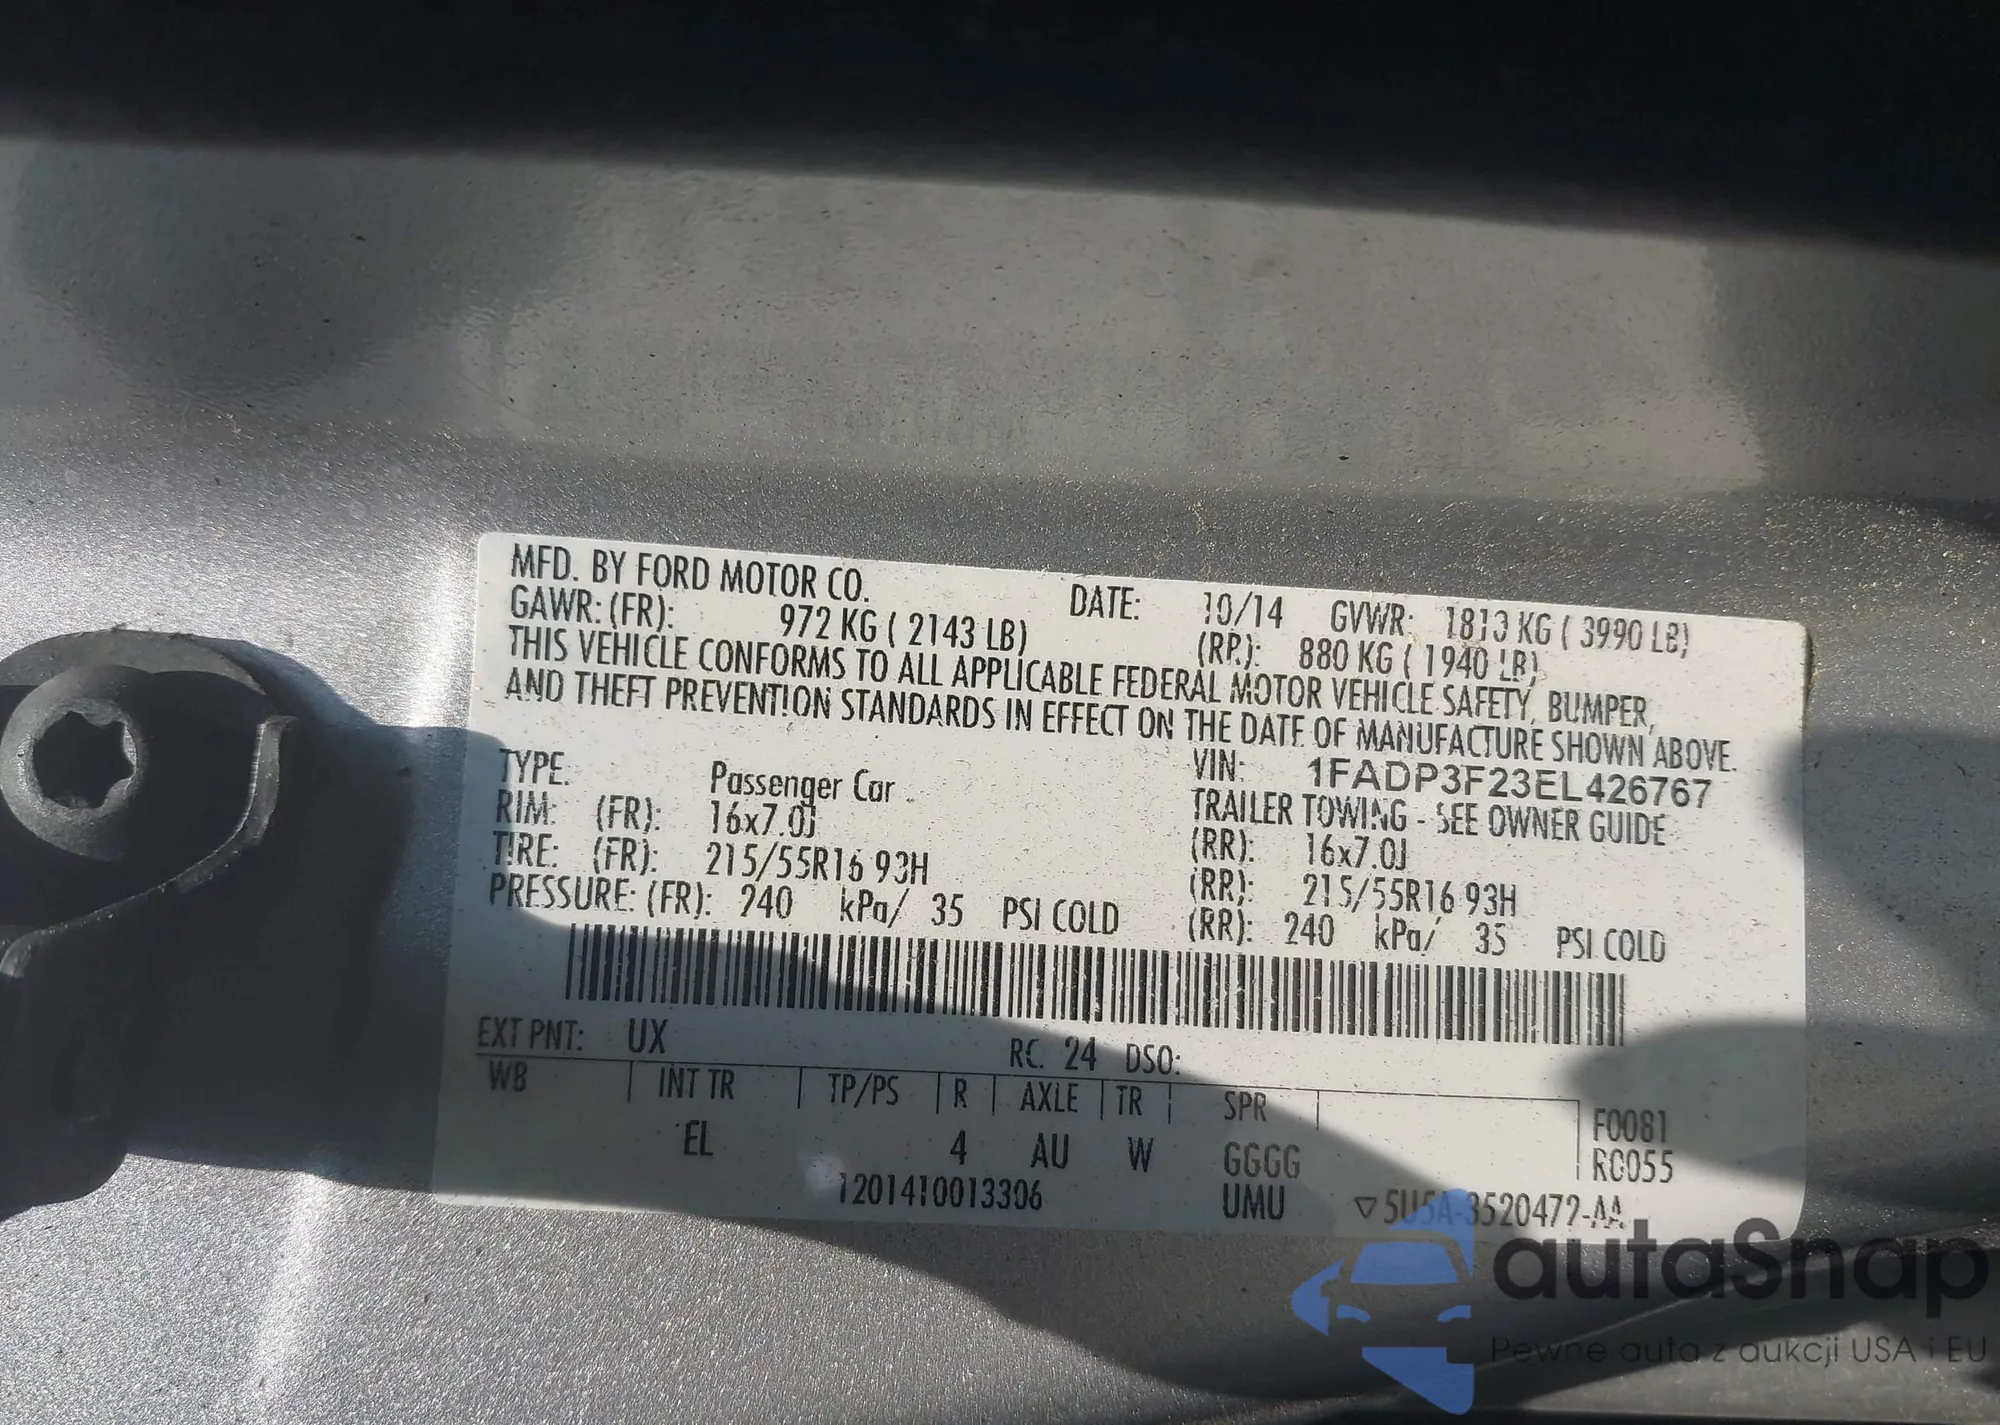 MFD. BY FORD MOTOR CO. DATE: 10/14 GVWR: 1813 KG ( 3990 LB)
GAWR: (FR): 972 KG ( 2143 LB) (RR): 880 KG ( 1940 LB)
THIS VEHICLE CONFORMS TO ALL APPLICABLE FEDERAL MOTOR VEHICLE SAFETY, BUMPER,
AND THEFT PREVENTION STANDARDS IN EFFECT ON THE DATE OF MANUFACTURE SHOWN ABOVE.
TYPE: Passenger Car VIN: 1FADP3F23EL426767
TRAILER TOWING - SEE OWNER GUIDE
RIM: (FR): 16x7.0J (RR): 16x7.0J
TIRE: (FR): 215/55R16 93H (RR): 215/55R16 93H
PRESSURE: (FR): 240 kPa/ 35 PSI COLD (RR): 240 kPa/ 35 PSI COLD
EXT PNT: UX RC: 24 DSO:
WB INT TR TP/PS R AXLE TR SPR F0081
EL 4 AU W GGGG RC055
1201410013306 UMU ▽5U5A-3520472-AA
autaSnap
Pewne auta z aukcji USA i EU